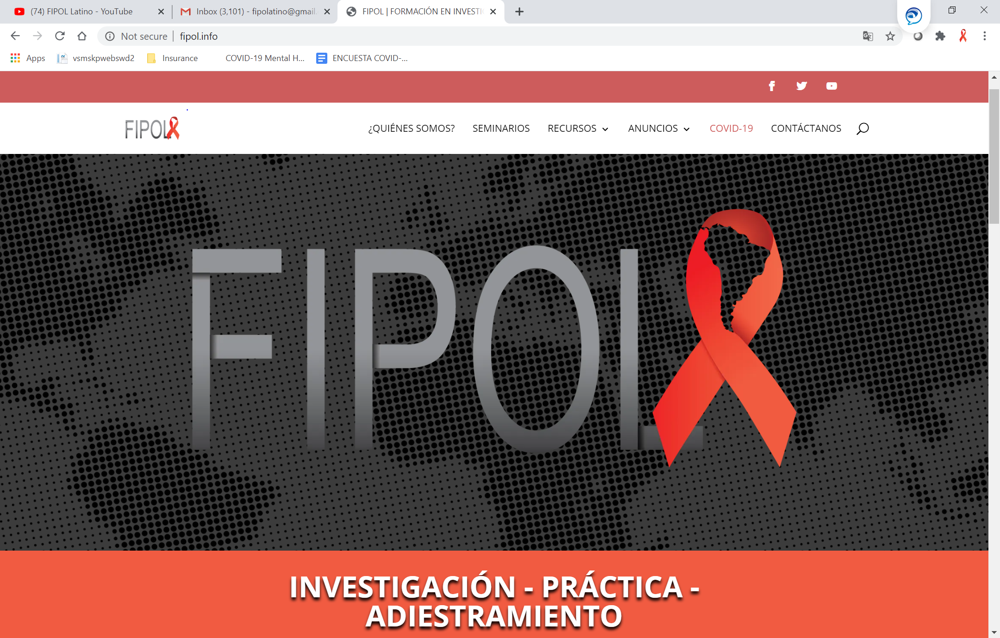 (74) FIPOL Latino - YouTube
Inbox (3,101) - fipolatino@gmail.
FIPOL | FORMACIÓN EN INVESTI
Not secure | fipol.info
Apps
vsmskpwebswd2
Insurance
COVID-19 Mental H...
ENCUESTA COVID-...
FIPOL
¿QUIÉNES SOMOS?
SEMINARIOS
RECURSOS
ANUNCIOS
COVID-19
CONTÁCTANOS
FIPOL
INVESTIGACIÓN - PRÁCTICA -
ADIESTRAMIENTO